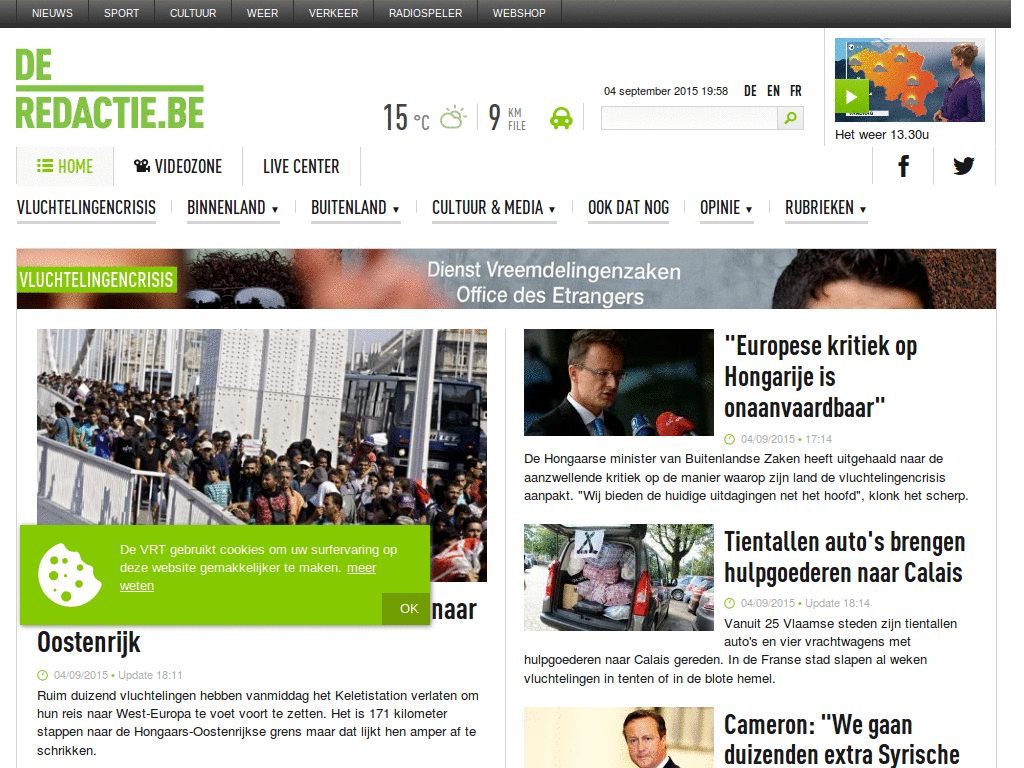 NIEUWS SPORT CULTUUR WEER VERKEER RADIOSPELER WEBSHOP
DE
REDACTIE.BE
15 °C
9 KM
FILE
04 september 2015 19:58 DE EN FR
Het weer 13.30u
HOME VIDEOZONE LIVE CENTER
VLUCHTELINGENCRISIS BINNENLAND ▼ BUITENLAND ▼ CULTUUR & MEDIA ▼ OOK DAT NOG OPINIE ▼ RUBRIEKEN ▼
VLUCHTELINGENCRISIS
Dienst Vreemdelingenzaken
Office des Etrangers
De VRT gebruikt cookies om uw surfervaring op
deze website gemakkelijker te maken. meer
weten
OK
naar
Oostenrijk
04/09/2015 • Update 18:11
Ruim duizend vluchtelingen hebben vanmiddag het Keletistation verlaten om
hun reis naar West-Europa te voet voort te zetten. Het is 171 kilometer
stappen naar de Hongaars-Oostenrijkse grens maar dat lijkt hen amper af te
schrikken.
"Europese kritiek op
Hongarije is
onaanvaardbaar"
04/09/2015 • 17:14
De Hongaarse minister van Buitenlandse Zaken heeft uitgehaald naar de
aanzwellende kritiek op de manier waarop zijn land de vluchtelingencrisis
aanpakt. "Wij bieden de huidige uitdagingen net het hoofd", klonk het scherp.
Tientallen auto's brengen
hulpgoederen naar Calais
04/09/2015 • Update 18:14
Vanuit 25 Vlaamse steden zijn tientallen
auto's en vier vrachtwagens met
hulpgoederen naar Calais gereden. In de Franse stad slapen al weken
vluchtelingen in tenten of in de blote hemel.
Cameron: "We gaan
duizenden extra Syrische